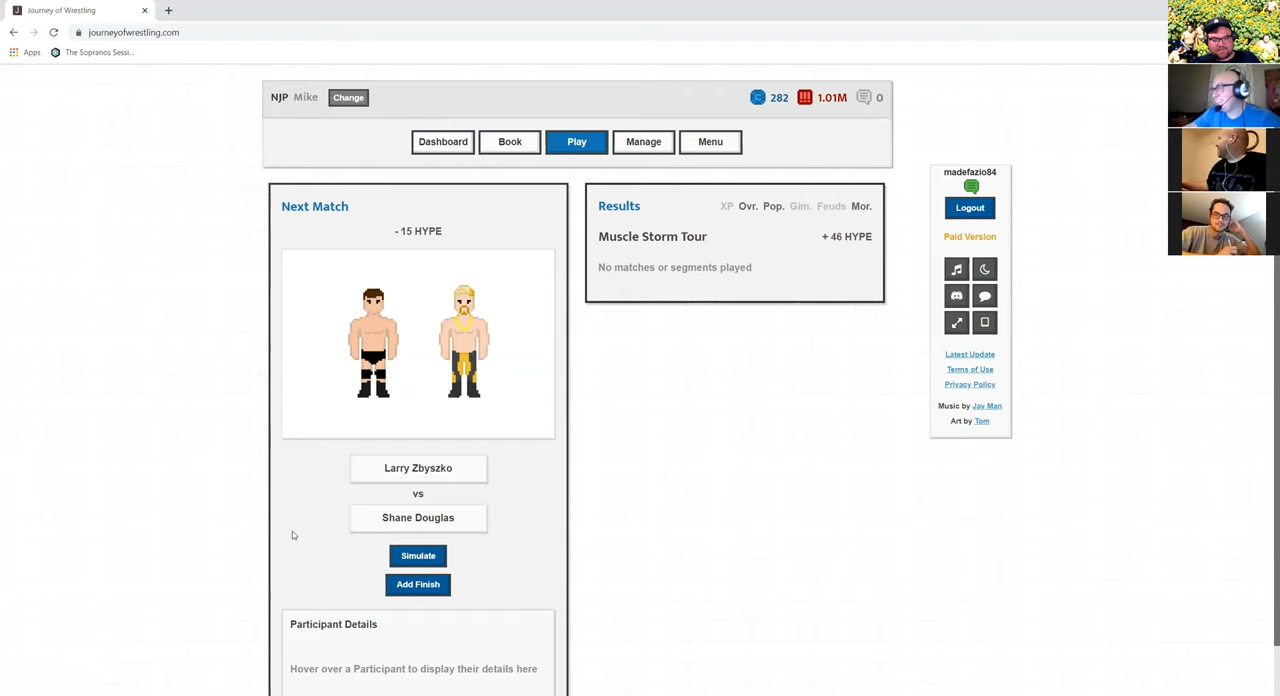 Journey of Wrestling
journeyofwrestling.com
Apps
The Sopranos Sessi...
NJP Mike Change
282 1.01M 0
Dashboard Book Play Manage Menu
Next Match
- 15 HYPE
Larry Zbyszko
vs
Shane Douglas
Simulate
Add Finish
Participant Details
Hover over a Participant to display their details here
Results XP Ovr. Pop. Gim. Feuds Mor.
Muscle Storm Tour + 46 HYPE
No matches or segments played
madefazio84
Logout
Paid Version
Latest Update
Terms of Use
Privacy Policy
Music by Jay Man
Art by Tom